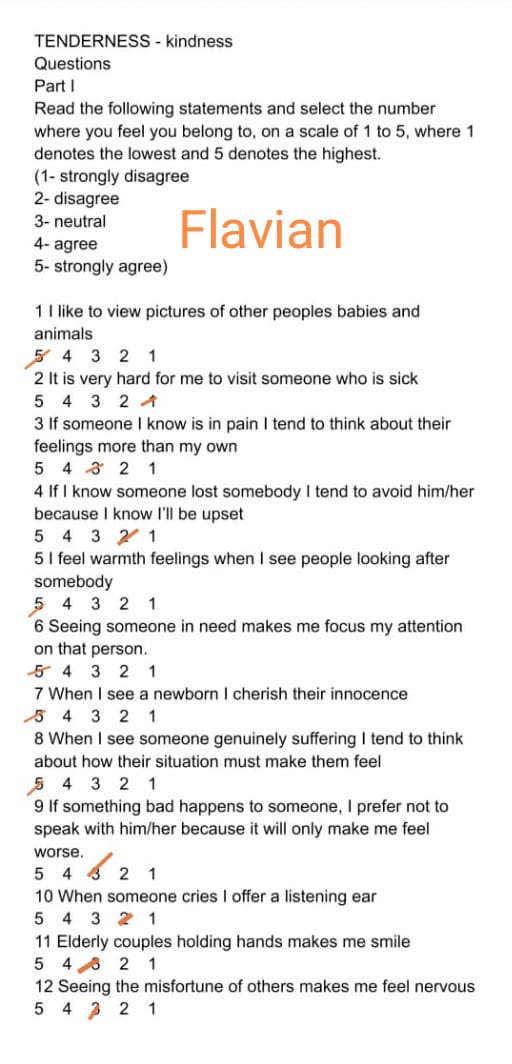 TENDERNESS - kindness
Questions
Part I
Read the following statements and select the number
where you feel you belong to, on a scale of 1 to 5, where 1
denotes the lowest and 5 denotes the highest.
(1- strongly disagree
2- disagree
3- neutral
4- agree
5- strongly agree)
Flavian
1 I like to view pictures of other peoples babies and
animals
5 4 3 2 1
2 It is very hard for me to visit someone who is sick
5 4 3 2 1
3 If someone I know is in pain I tend to think about their
feelings more than my own
5 4 3 2 1
4 If I know someone lost somebody I tend to avoid him/her
because I know I'll be upset
5 4 3 2 1
5 I feel warmth feelings when I see people looking after
somebody
5 4 3 2 1
6 Seeing someone in need makes me focus my attention
on that person.
5 4 3 2 1
7 When I see a newborn I cherish their innocence
5 4 3 2 1
8 When I see someone genuinely suffering I tend to think
about how their situation must make them feel
5 4 3 2 1
9 If something bad happens to someone, I prefer not to
speak with him/her because it will only make me feel
worse.
5 4 3 2 1
10 When someone cries I offer a listening ear
5 4 3 2 1
11 Elderly couples holding hands makes me smile
5 4 3 2 1
12 Seeing the misfortune of others makes me feel nervous
5 4 3 2 1